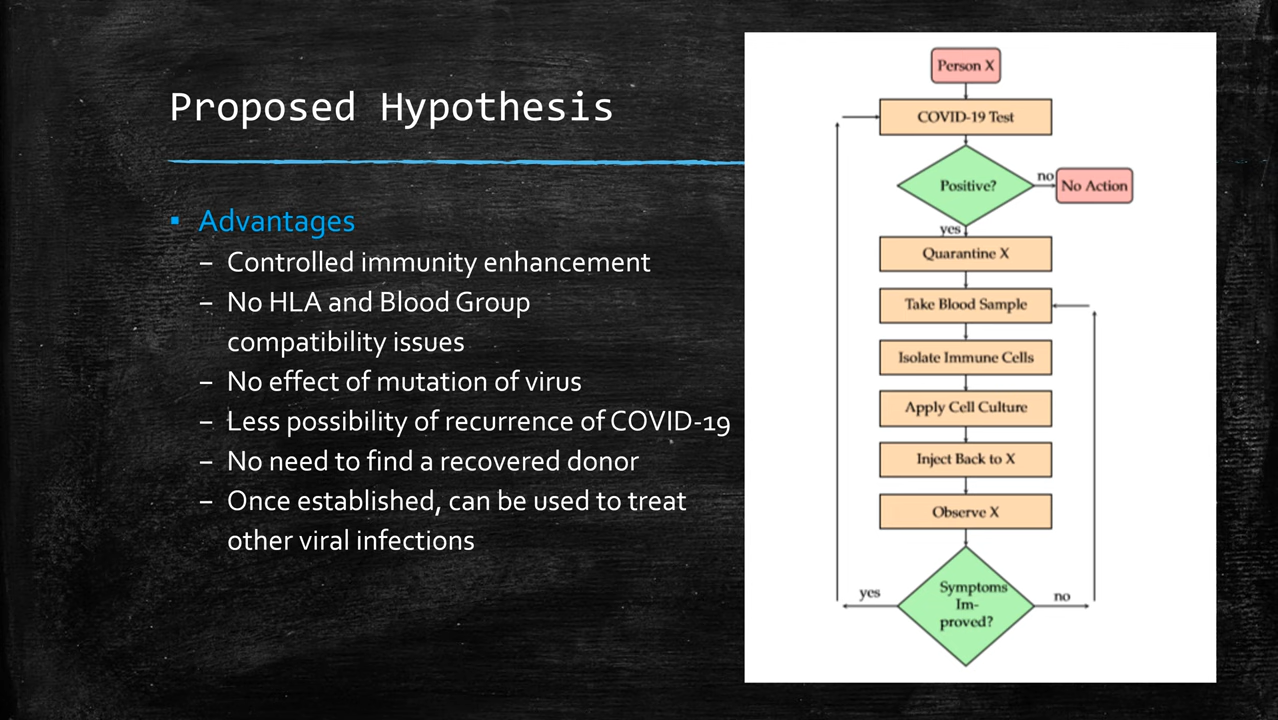 Proposed Hypothesis
▪ Advantages
– Controlled immunity enhancement
– No HLA and Blood Group
compatibility issues
– No effect of mutation of virus
– Less possibility of recurrence of COVID-19
– No need to find a recovered donor
– Once established, can be used to treat
other viral infections
Person X
COVID-19 Test
Positive?
no
No Action
yes
Quarantine X
Take Blood Sample
Isolate Immune Cells
Apply Cell Culture
Inject Back to X
Observe X
Symptoms
Im-
proved?
yes
no